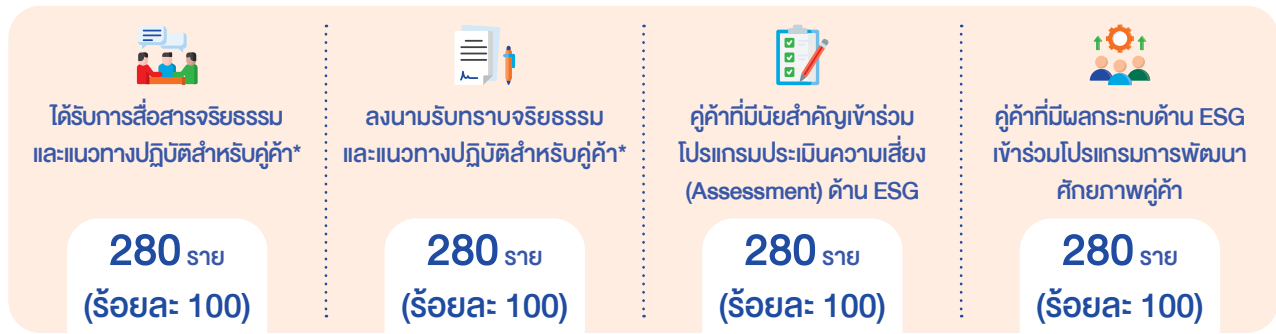 ได้รับการสื่อสารจริยธรรม
และแนวทางปฏิบัติสำหรับคู่ค้า*
280 ราย
(ร้อยละ 100)
ลงนามรับทราบจริยธรรม
และแนวทางปฏิบัติสำหรับคู่ค้า*
280 ราย
(ร้อยละ 100)
คู่ค้าที่มีนัยสำคัญเข้าร่วม
โปรแกรมประเมินความเสี่ยง
(Assessment) ด้าน ESG
280 ราย
(ร้อยละ 100)
คู่ค้าที่มีผลกระทบด้าน ESG
เข้าร่วมโปรแกรมการพัฒนา
ศักยภาพคู่ค้า
280 ราย
(ร้อยละ 100)